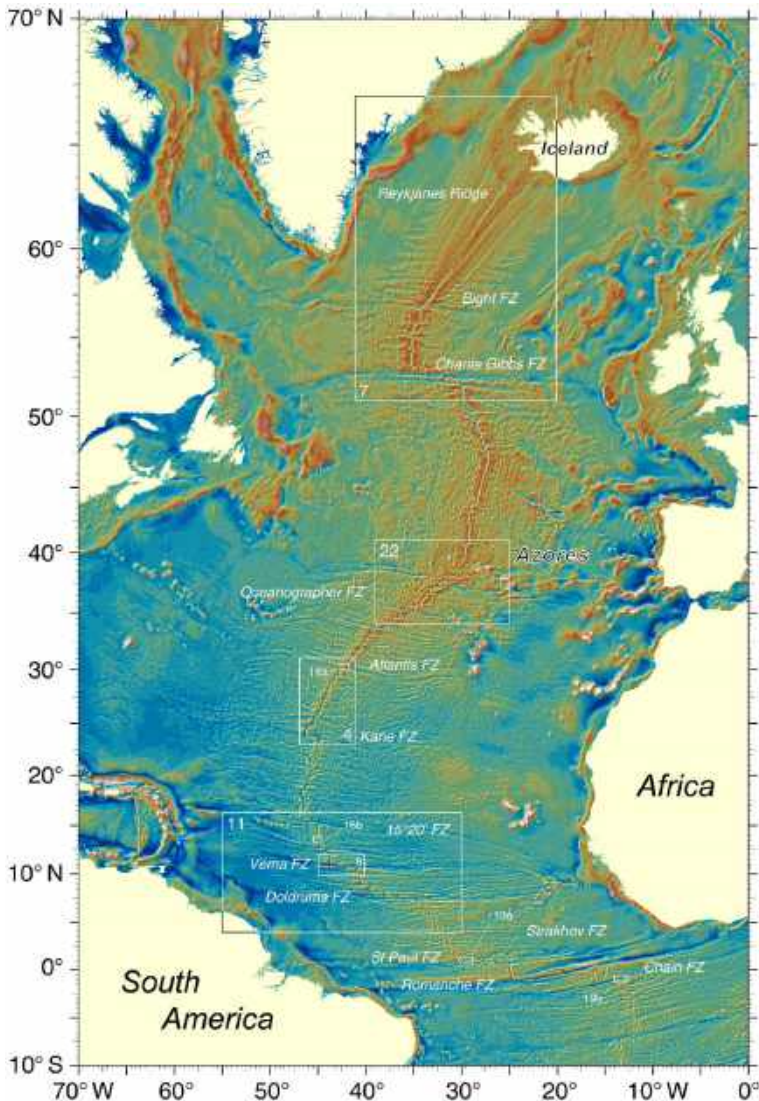 70° N
Iceland
Reykjanes Ridge
60°
Bight FZ
Charlie Gibbs FZ
7
50°
40°
22
Azores
Oceanographer FZ
30°
Atlantis FZ
4
Kane FZ
20°
Africa
11
19b
15°20' FZ
10° N
Vema FZ
Doldrums FZ
Strakhov FZ
St Paul FZ
0°
Chain FZ
Romanche FZ
South
America
10° S
70° W
60°
50°
40°
30°
20°
10° W
0°